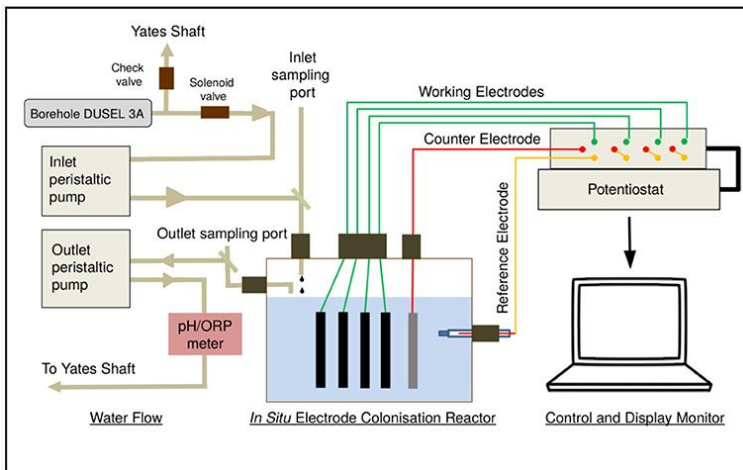 Yates Shaft
Check
valve
Solenoid
valve
Borehole DUSEL 3A
Inlet
sampling
port
Inlet
peristaltic
pump
Outlet sampling port
Outlet
peristaltic
pump
pH/ORP
meter
To Yates Shaft
Water Flow
Working Electrodes
Counter Electrode
Reference Electrode
Potentiostat
In Situ Electrode Colonisation Reactor
Control and Display Monitor